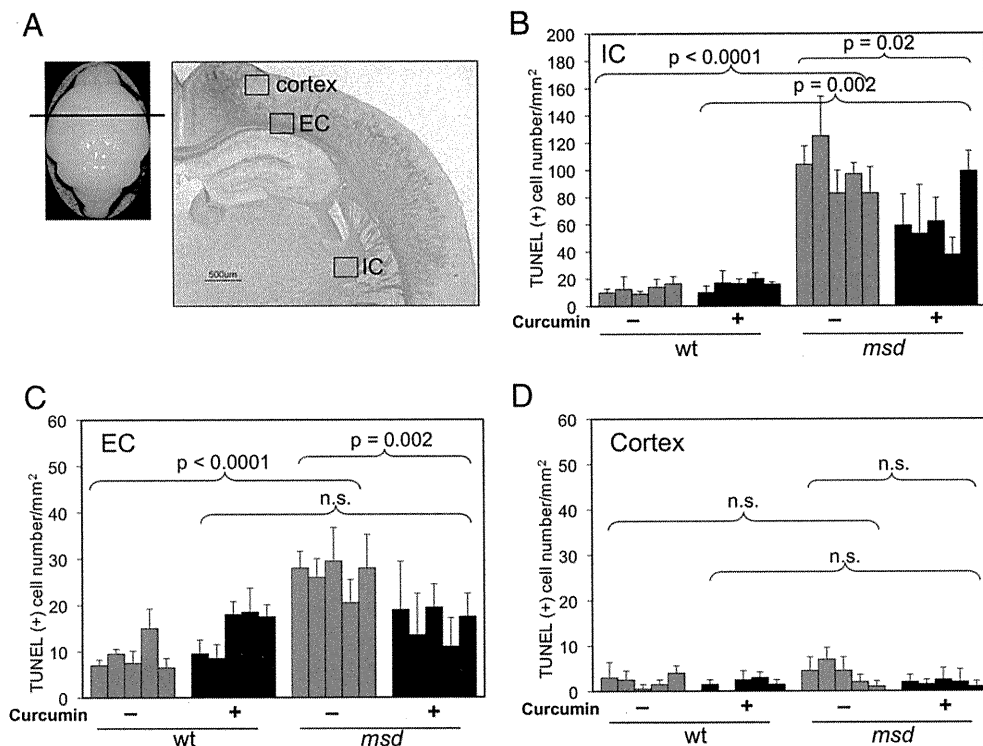 A
cortex
EC
IC
500um
B
IC
TUNEL (+) cell number/mm²
200
180
160
140
120
100
80
60
40
20
0
p < 0.0001
p = 0.02
p = 0.002
Curcumin − + − +
wt msd
C
EC
TUNEL (+) cell number/mm²
60
50
40
30
20
10
0
p < 0.0001
p = 0.002
n.s.
Curcumin − + − +
wt msd
D
Cortex
TUNEL (+) cell number/mm²
60
50
40
30
20
10
0
n.s.
n.s.
n.s.
Curcumin − + − +
wt msd